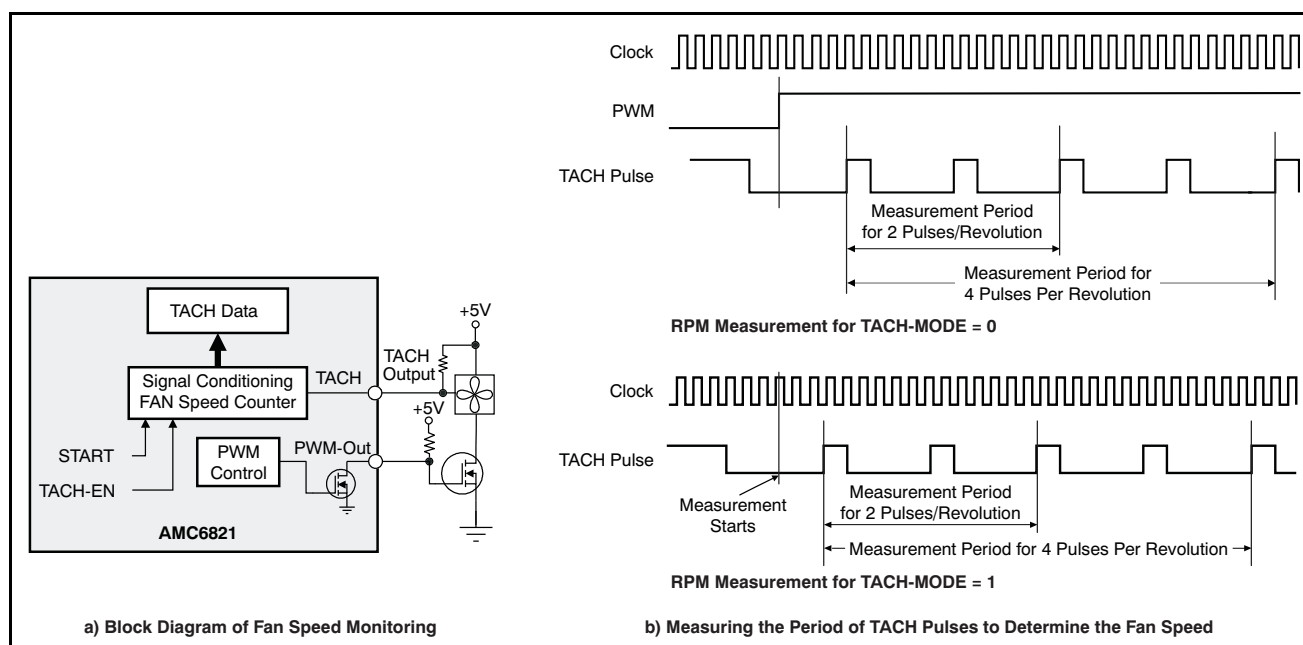 TACH Data
Signal Conditioning
FAN Speed Counter
TACH
TACH
Output
+5V
+5V
START
TACH-EN
PWM
Control
PWM-Out
AMC6821
a) Block Diagram of Fan Speed Monitoring
Clock
PWM
TACH Pulse
Measurement Period
for 2 Pulses/Revolution
Measurement Period for
4 Pulses Per Revolution
RPM Measurement for TACH-MODE = 0
Clock
TACH Pulse
Measurement
Starts
Measurement Period
for 2 Pulses/Revolution
Measurement Period for 4 Pulses Per Revolution
RPM Measurement for TACH-MODE = 1
b) Measuring the Period of TACH Pulses to Determine the Fan Speed